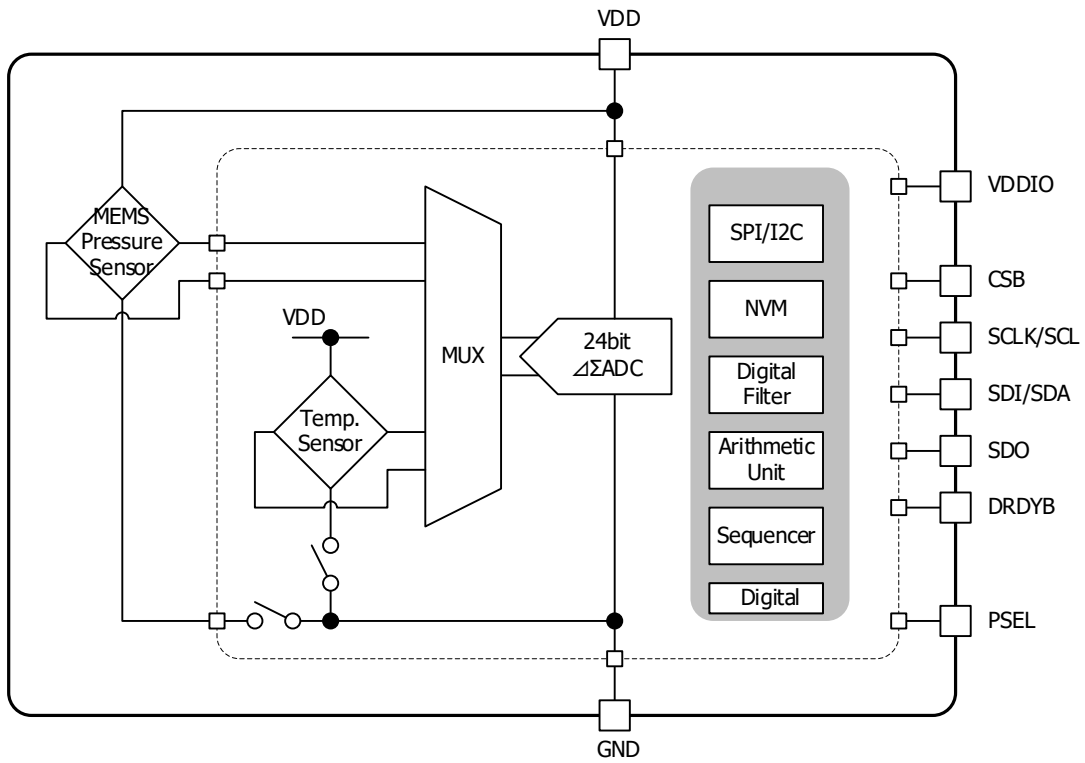 VDD
MEMS
Pressure
Sensor
VDD
Temp.
Sensor
MUX
24bit
⊿ΣADC
SPI/I2C
NVM
Digital
Filter
Arithmetic
Unit
Sequencer
Digital
VDDIO
CSB
SCLK/SCL
SDI/SDA
SDO
DRDYB
PSEL
GND